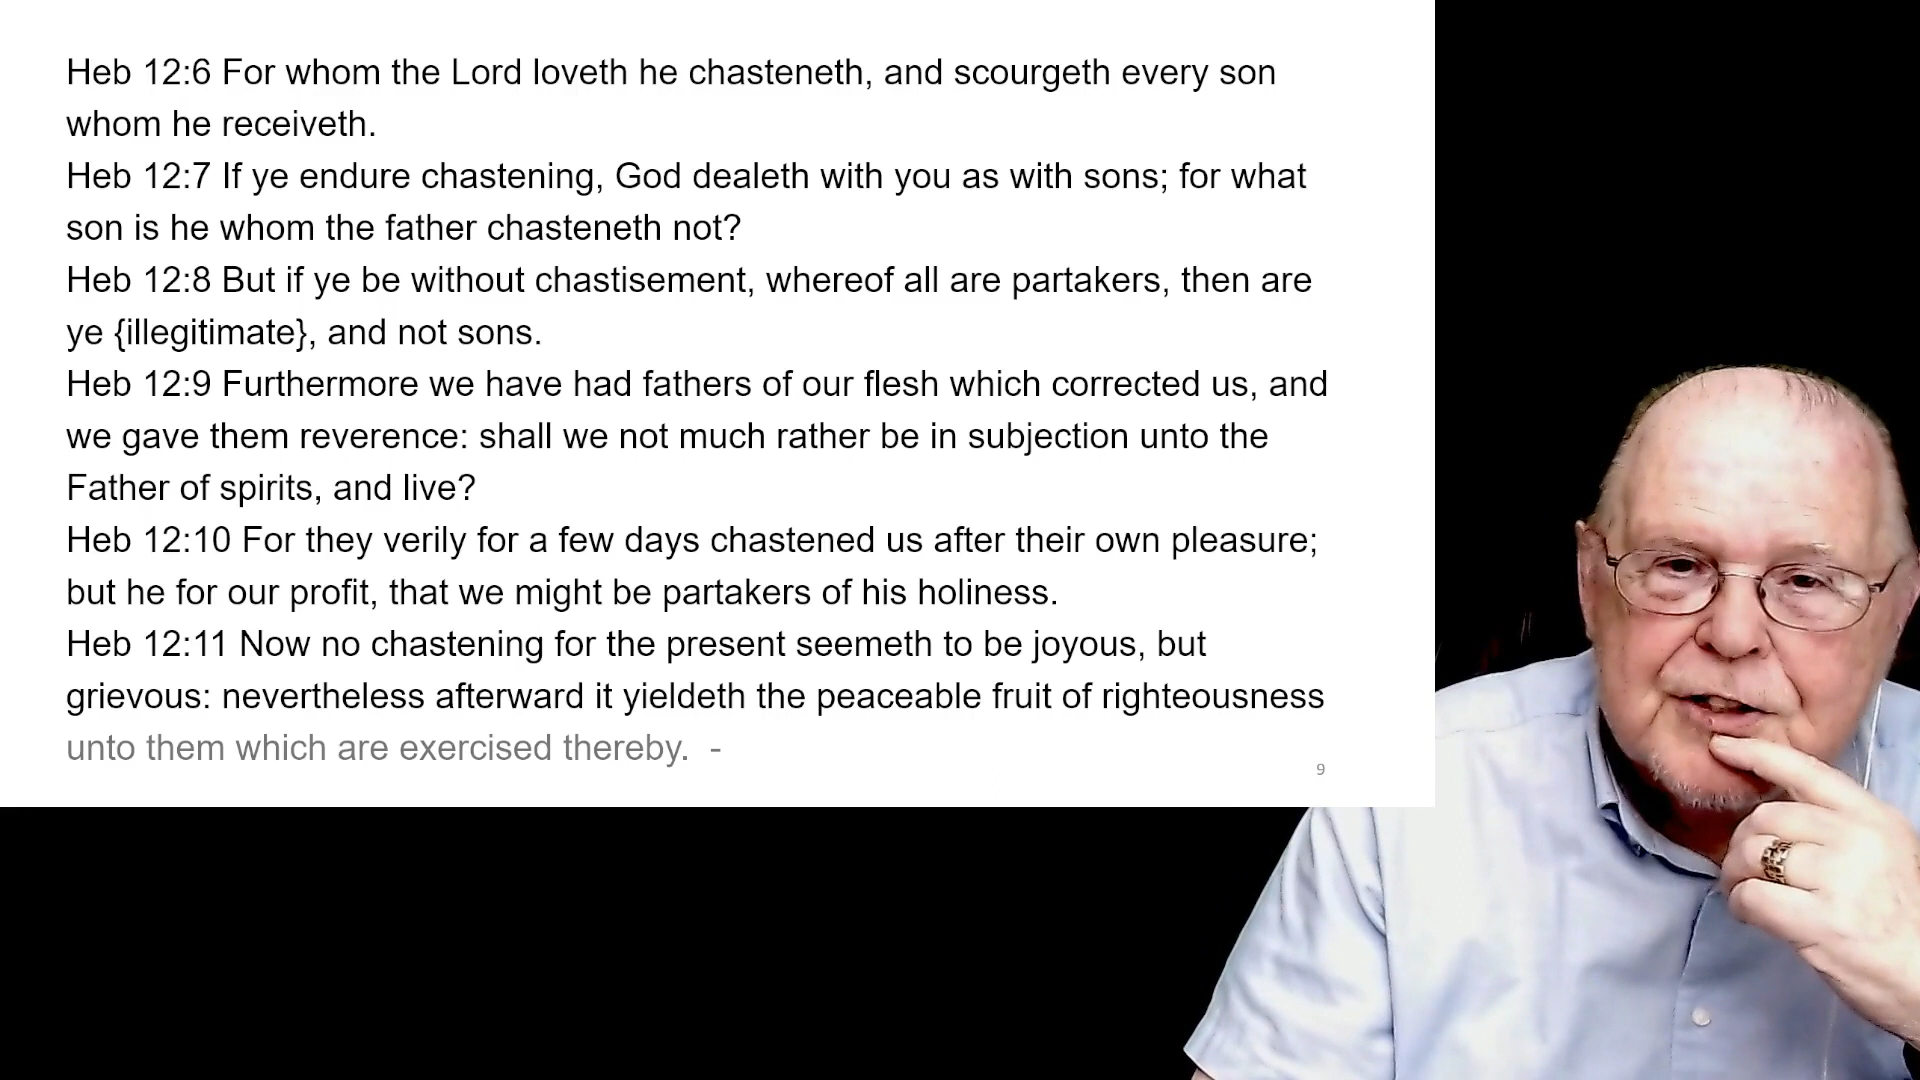 Heb 12:6 For whom the Lord loveth he chasteneth, and scourgeth every son
whom he receiveth.
Heb 12:7 If ye endure chastening, God dealeth with you as with sons; for what
son is he whom the father chasteneth not?
Heb 12:8 But if ye be without chastisement, whereof all are partakers, then are
ye {illegitimate}, and not sons.
Heb 12:9 Furthermore we have had fathers of our flesh which corrected us, and
we gave them reverence: shall we not much rather be in subjection unto the
Father of spirits, and live?
Heb 12:10 For they verily for a few days chastened us after their own pleasure;
but he for our profit, that we might be partakers of his holiness.
Heb 12:11 Now no chastening for the present seemeth to be joyous, but
grievous: nevertheless afterward it yieldeth the peaceable fruit of righteousness
unto them which are exercised thereby.  -
9